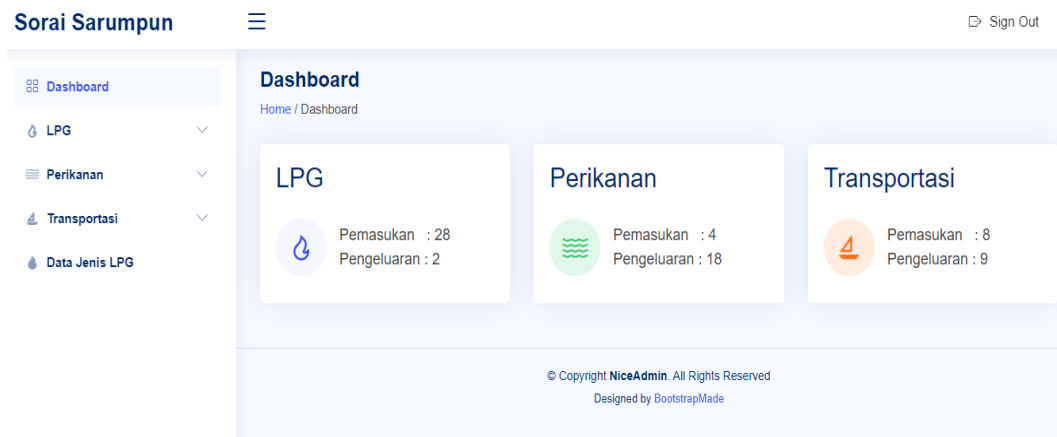 Sorai Sarumpun
Sign Out
Dashboard
LPG
Perikanan
Transportasi
Data Jenis LPG
Dashboard
Home / Dashboard
LPG
Pemasukan : 28
Pengeluaran : 2
Perikanan
Pemasukan : 4
Pengeluaran : 18
Transportasi
Pemasukan : 8
Pengeluaran : 9
© Copyright NiceAdmin. All Rights Reserved
Designed by BootstrapMade